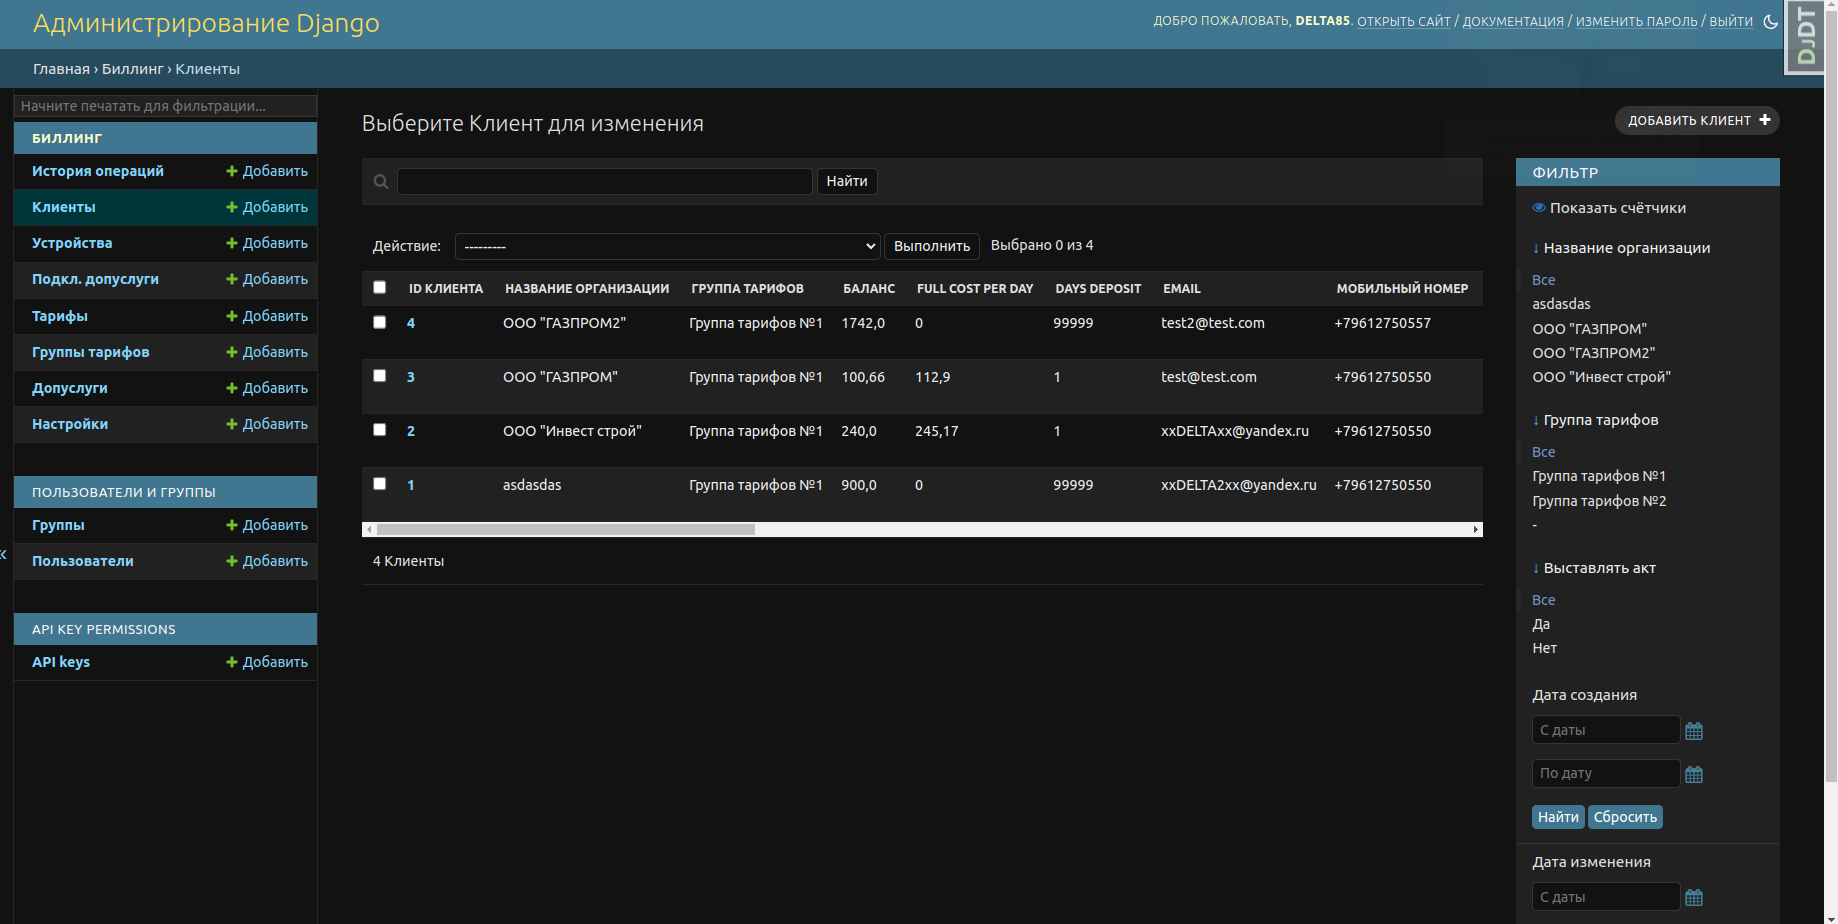 Администрирование Django
ДОБРО ПОЖАЛОВАТЬ, DELTA85. ОТКРЫТЬ САЙТ / ДОКУМЕНТАЦИЯ / ИЗМЕНИТЬ ПАРОЛЬ / ВЫЙТИ
DJDT
Главная › Биллинг › Клиенты
Начните печатать для фильтрации...
БИЛЛИНГ
История операций Добавить
Клиенты Добавить
Устройства Добавить
Подкл. допуслуги Добавить
Тарифы Добавить
Группы тарифов Добавить
Допуслуги Добавить
Настройки Добавить
ПОЛЬЗОВАТЕЛИ И ГРУППЫ
Группы Добавить
Пользователи Добавить
API KEY PERMISSIONS
API keys Добавить
«
Выберите Клиент для изменения
ДОБАВИТЬ КЛИЕНТ
Найти
Действие: --------- Выполнить Выбрано 0 из 4
ID КЛИЕНТА НАЗВАНИЕ ОРГАНИЗАЦИИ ГРУППА ТАРИФОВ БАЛАНС FULL COST PER DAY DAYS DEPOSIT EMAIL МОБИЛЬНЫЙ НОМЕР
4 ООО "ГАЗПРОМ2" Группа тарифов №1 1742,0 0 99999 test2@test.com +79612750557
3 ООО "ГАЗПРОМ" Группа тарифов №1 100,66 112,9 1 test@test.com +79612750550
2 ООО "Инвест строй" Группа тарифов №1 240,0 245,17 1 xxDELTAxx@yandex.ru +79612750550
1 asdasdas Группа тарифов №1 900,0 0 99999 xxDELTA2xx@yandex.ru +79612750550
4 Клиенты
ФИЛЬТР
Показать счётчики
↓ Название организации
Все
asdasdas
ООО "ГАЗПРОМ"
ООО "ГАЗПРОМ2"
ООО "Инвест строй"
↓ Группа тарифов
Все
Группа тарифов №1
Группа тарифов №2
-
↓ Выставлять акт
Все
Да
Нет
Дата создания
С даты
По дату
Найти Сбросить
Дата изменения
С даты